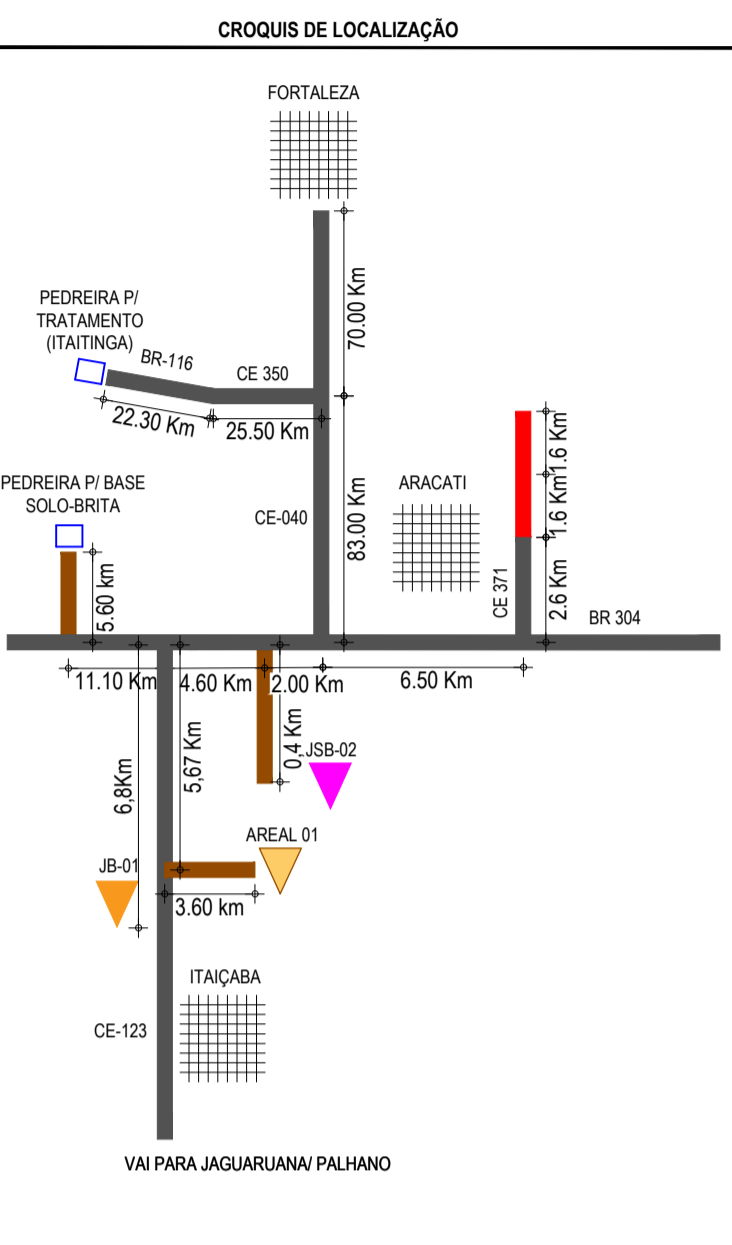 CROQUIS DE LOCALIZAÇÃO
FORTALEZA
70.00 Km
PEDREIRA P/
TRATAMENTO
(ITAITINGA)
BR-116
CE 350
22.30 Km
25.50 Km
1.6 Km
1.6 Km
PEDREIRA P/ BASE
SOLO-BRITA
ARACATI
CE-040
83.00 Km
5.60 km
CE 371
2.6 Km
BR 304
11.10 Km
4.60 Km
2.00 Km
6.50 Km
5,67 Km
0,4 Km
JSB-02
6,8Km
AREAL 01
JB-01
3.60 km
ITAIÇABA
CE-123
VAI PARA JAGUARUANA/ PALHANO